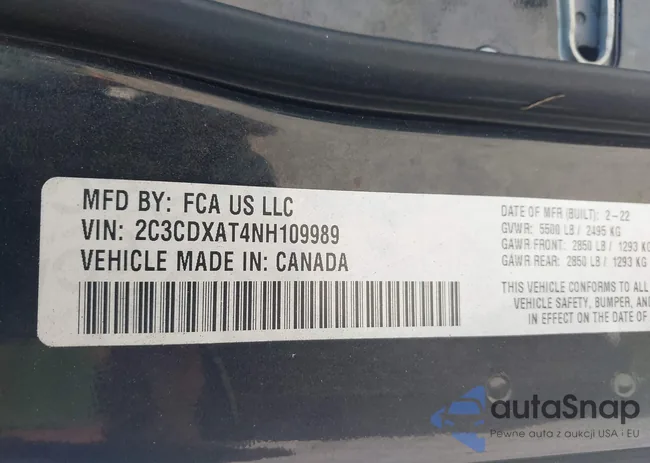 MFD BY: FCA US LLC
VIN: 2C3CDXAT4NH109989
VEHICLE MADE IN: CANADA
DATE OF MFR (BUILT): 2-22
GVWR: 5500 LB / 2495 KG
GAWR FRONT: 2850 LB / 1293 KG
GAWR REAR: 2850 LB / 1293 KG
THIS VEHICLE CONFORMS TO ALL
VEHICLE SAFETY, BUMPER, AND
IN EFFECT ON THE DATE OF
autaSnap
Pewne auta z aukcji USA i EU